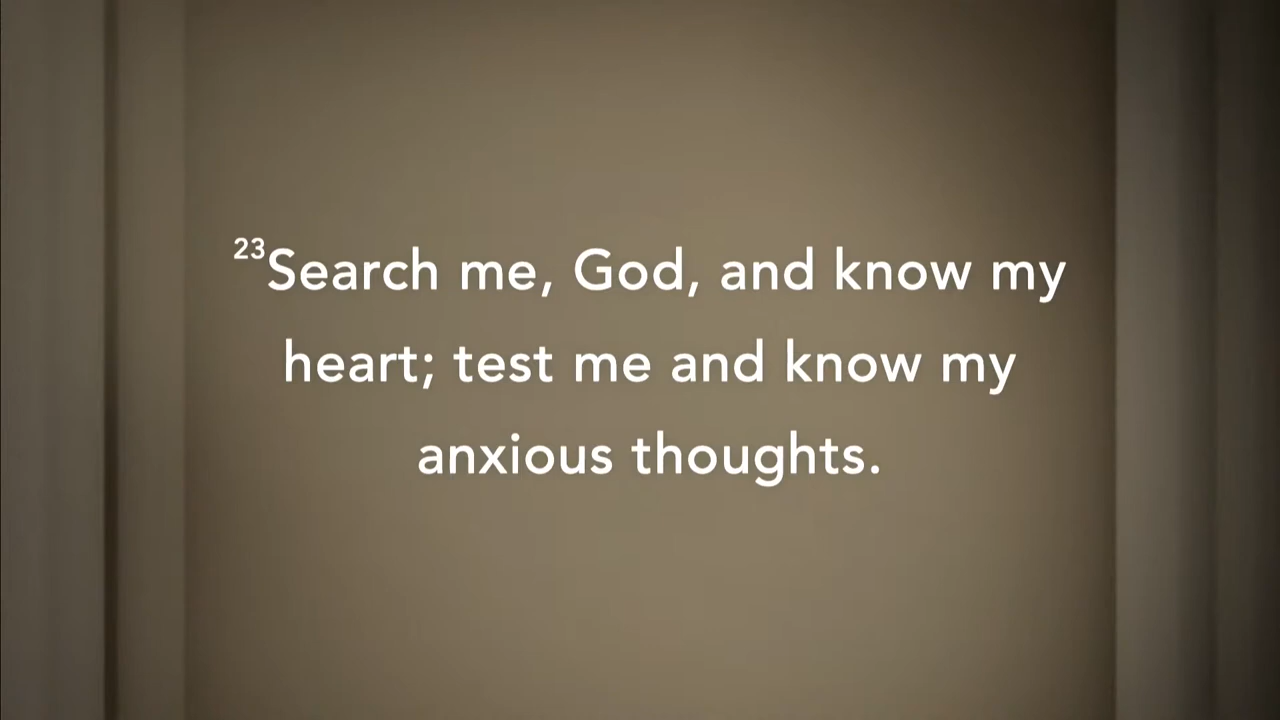 ²³Search me, God, and know my
heart; test me and know my
anxious thoughts.